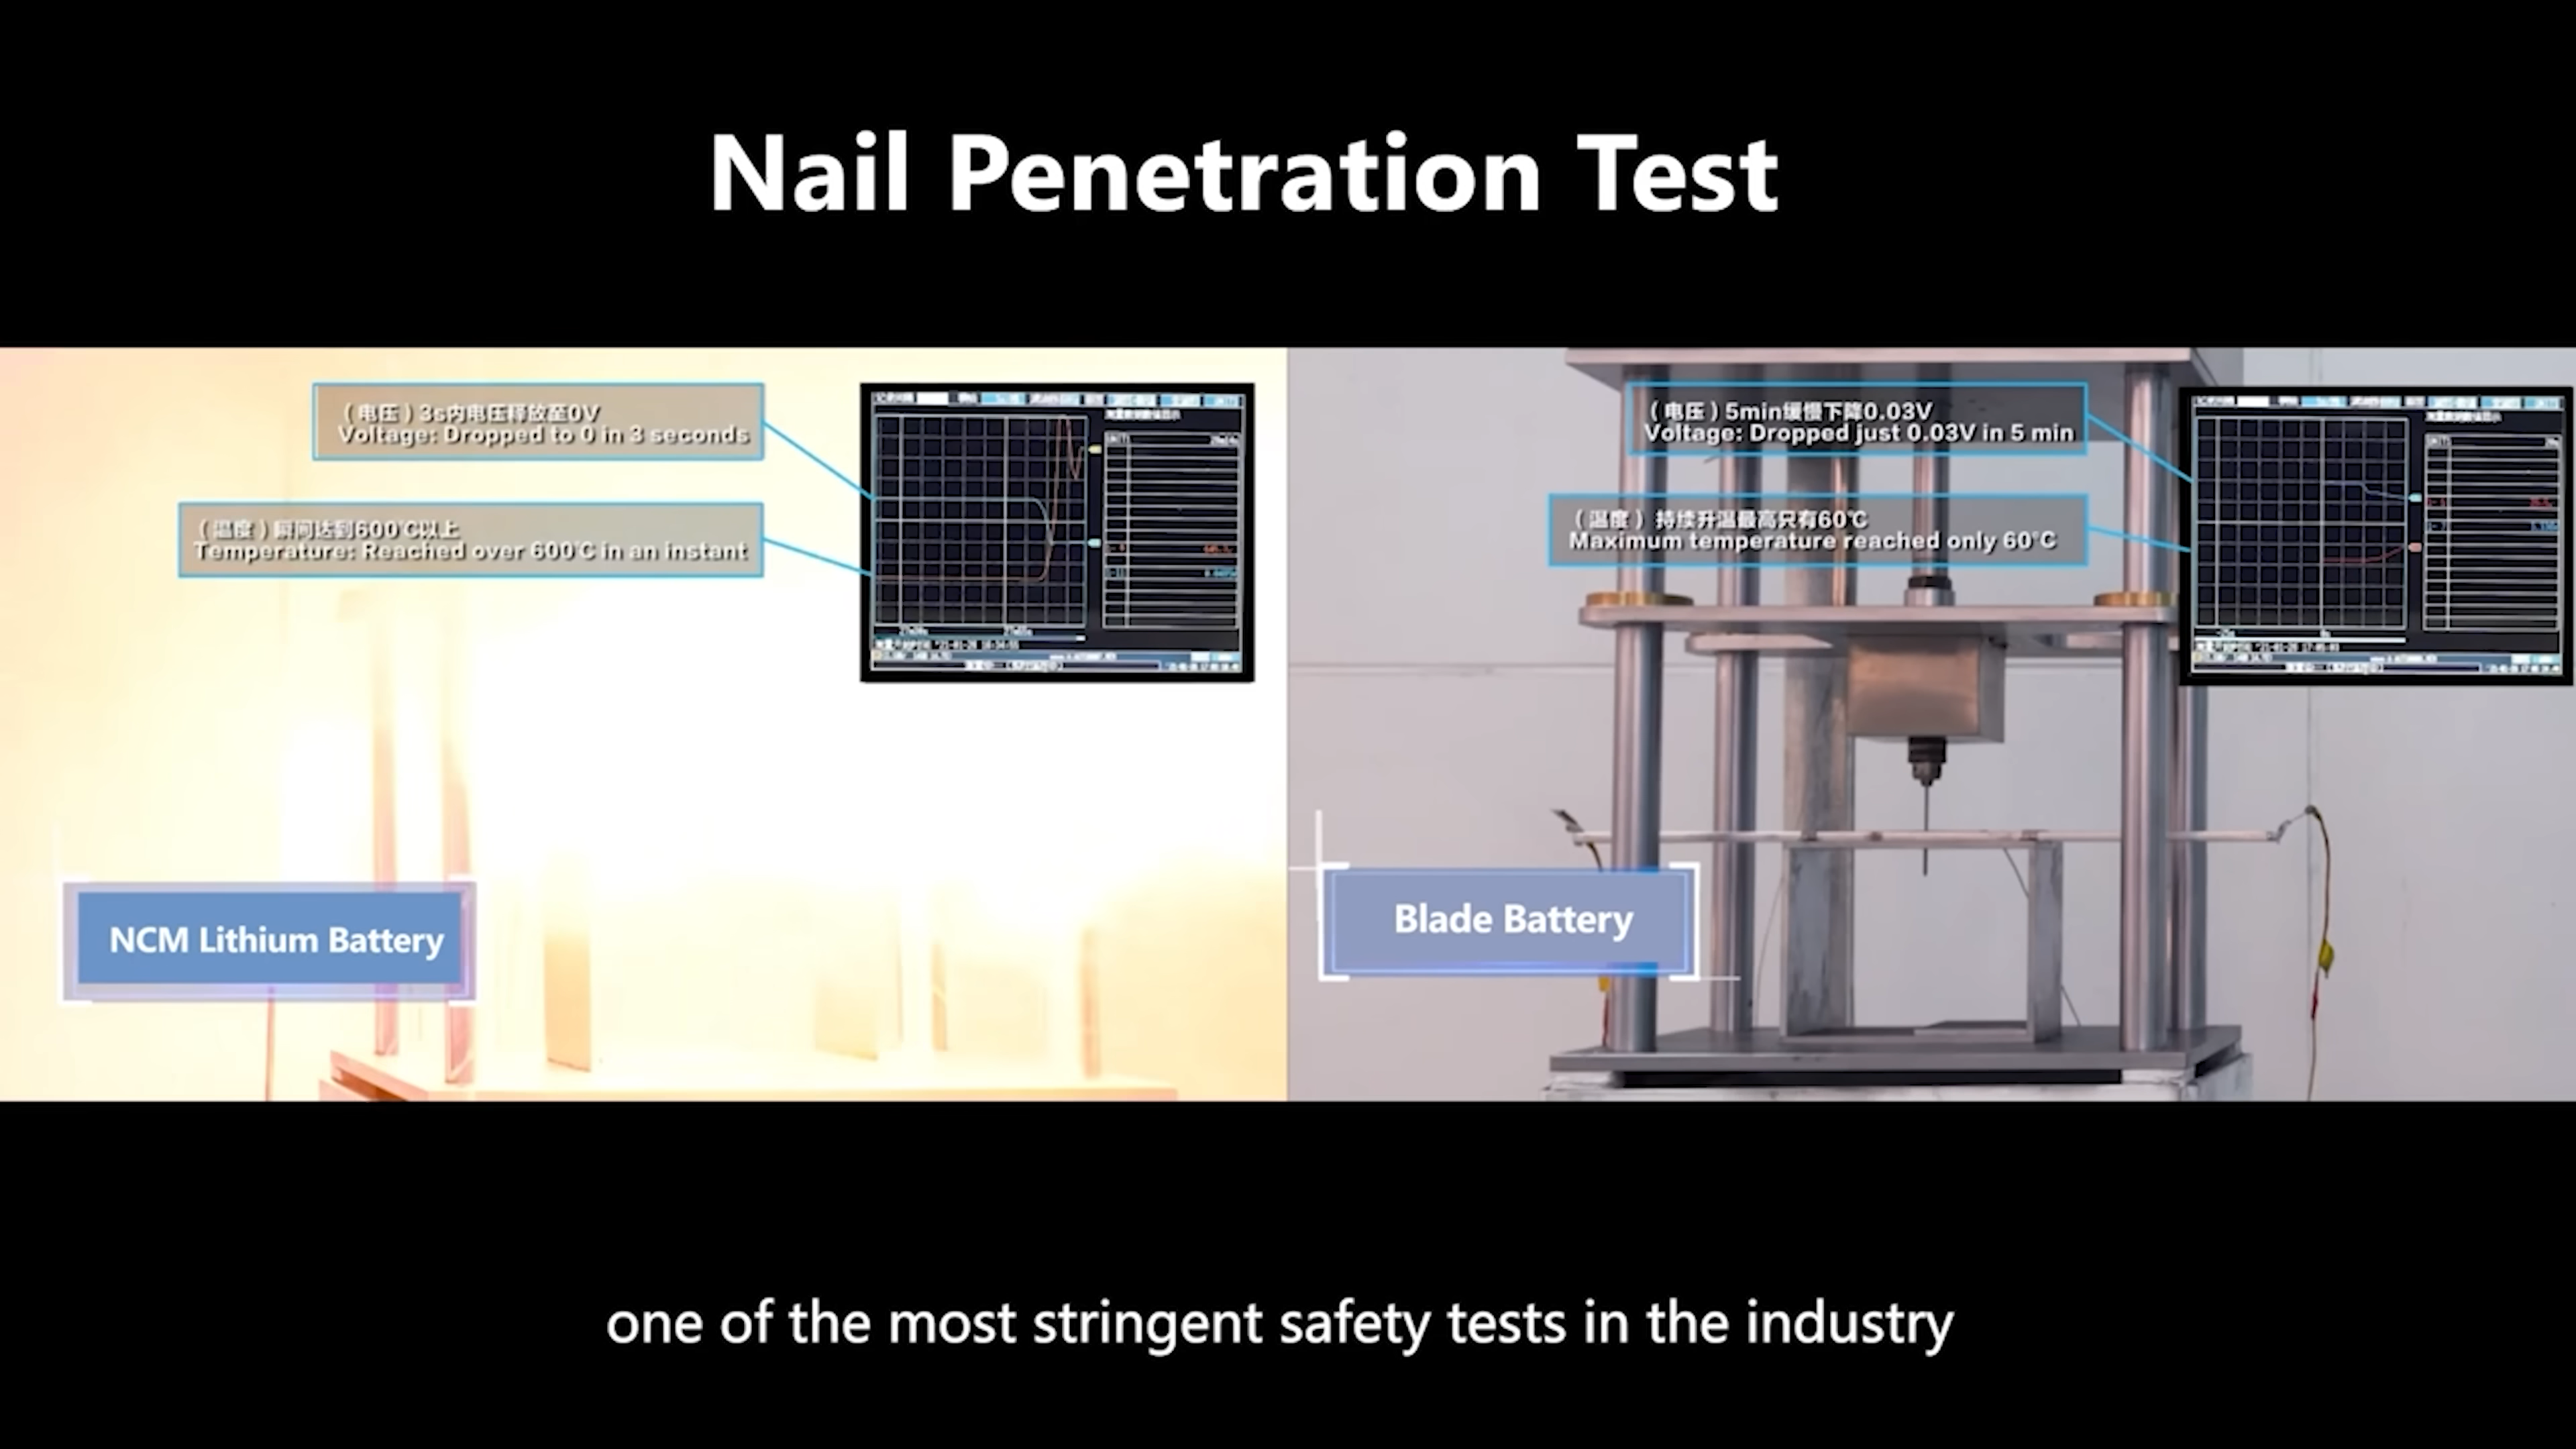 Nail Penetration Test
（电压）3s内电压释放至0V
Voltage: Dropped to 0 in 3 seconds
（温度）瞬间达到600℃以上
Temperature: Reached over 600℃ in an instant
NCM Lithium Battery
（电压）5min缓慢下降0.03V
Voltage: Dropped just 0.03V in 5 min
（温度）持续升温最高只有60℃
Maximum temperature reached only 60℃
Blade Battery
one of the most stringent safety tests in the industry